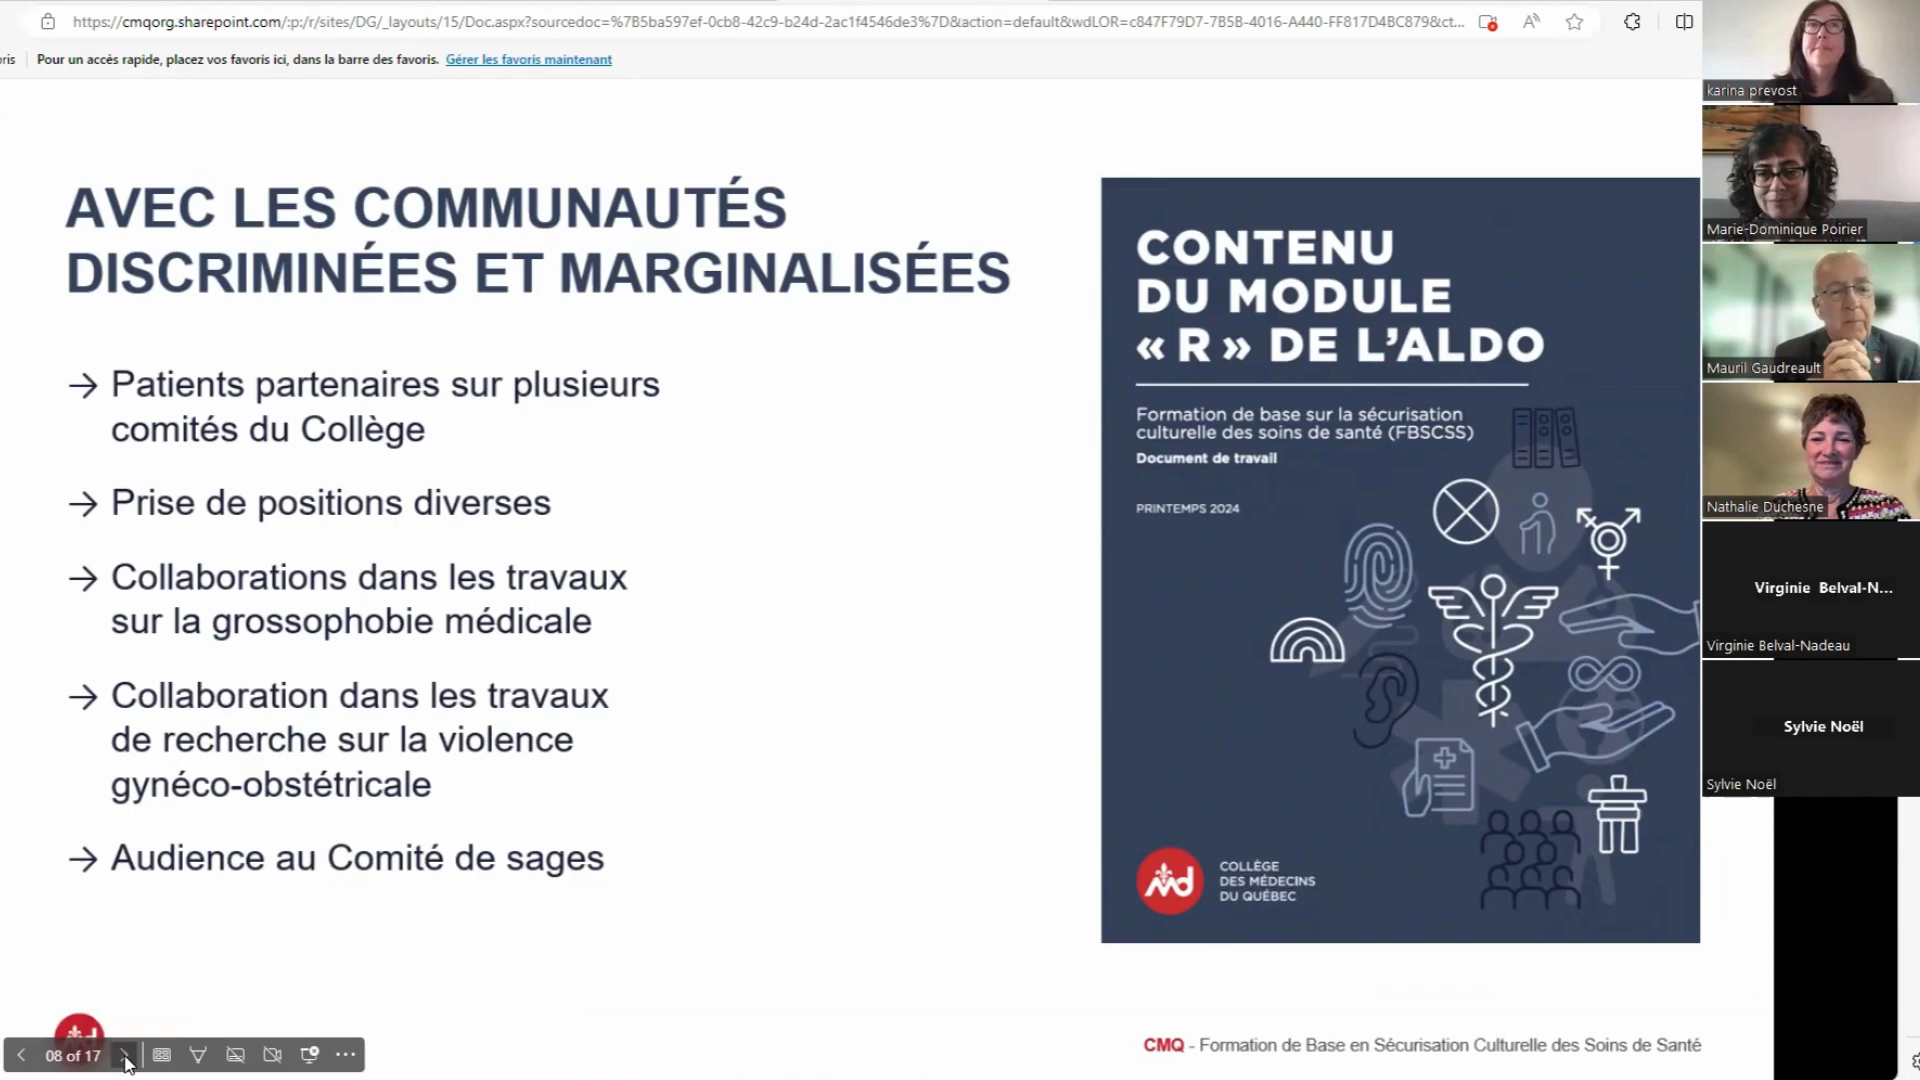 https://cmqorg.sharepoint.com/:p:/r/sites/DG/_layouts/15/Doc.aspx?sourcedoc=%7B5ba597ef-0cb8-42c9-b24d-2ac1f4546de3%7D&action=default&wdLOR=c847F79D7-7B5B-4016-A440-FF817D4BC879&ct...
ris
Pour un accès rapide, placez vos favoris ici, dans la barre des favoris. Gérer les favoris maintenant
AVEC LES COMMUNAUTÉS
DISCRIMINÉES ET MARGINALISÉES
→ Patients partenaires sur plusieurs
comités du Collège
→ Prise de positions diverses
→ Collaborations dans les travaux
sur la grossophobie médicale
→ Collaboration dans les travaux
de recherche sur la violence
gynéco-obstétricale
→ Audience au Comité de sages
CONTENU
DU MODULE
« R » DE L'ALDO
Formation de base sur la sécurisation
culturelle des soins de santé (FBSCSS)
Document de travail
PRINTEMPS 2024
COLLÈGE
DES MÉDECINS
DU QUÉBEC
CMQ - Formation de Base en Sécurisation Culturelle des Soins de Santé
08 of 17
karina prevost
Marie-Dominique Poirier
Mauril Gaudreault
Nathalie Duchesne
Virginie Belval-N...
Virginie Belval-Nadeau
Sylvie Noël
Sylvie Noël